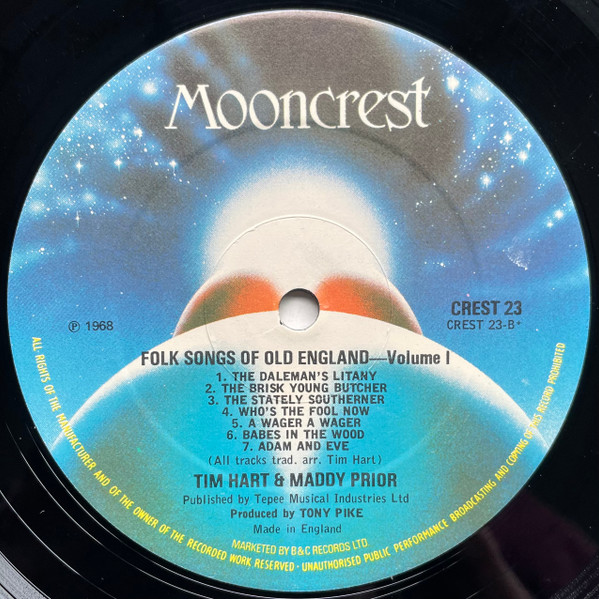 Mooncrest
℗ 1968
CREST 23
CREST 23-B+
FOLK SONGS OF OLD ENGLAND—Volume I
1. THE DALEMAN'S LITANY
2. THE BRISK YOUNG BUTCHER
3. THE STATELY SOUTHERNER
4. WHO'S THE FOOL NOW
5. A WAGER A WAGER
6. BABES IN THE WOOD
7. ADAM AND EVE
(All tracks trad. arr. Tim Hart)
TIM HART & MADDY PRIOR
Published by Tepee Musical Industries Ltd
Produced by TONY PIKE
Made in England
MARKETED BY B&C RECORDS LTD.
ALL RIGHTS OF THE MANUFACTURER AND OF THE OWNER OF THE RECORDED WORK RESERVED · UNAUTHORISED PUBLIC PERFORMANCE BROADCASTING AND COPYING OF THIS RECORD PROHIBITED